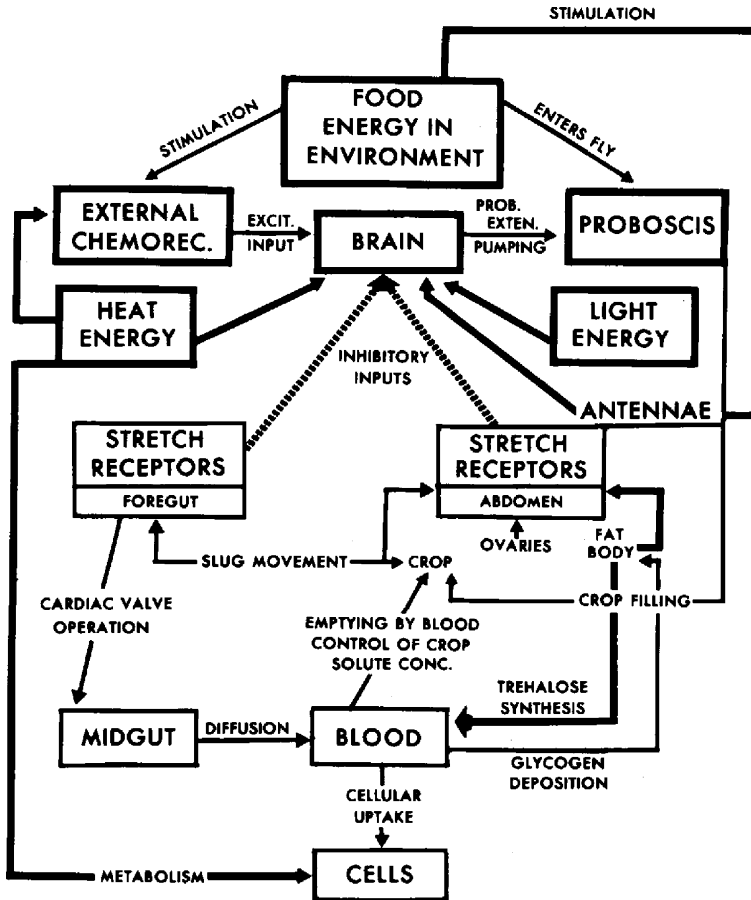 STIMULATION
FOOD
ENERGY IN
ENVIRONMENT
STIMULATION
ENTERS FLY
EXTERNAL
CHEMOREC.
EXCIT.
INPUT
BRAIN
PROB.
EXTEN.
PUMPING
PROBOSCIS
HEAT
ENERGY
LIGHT
ENERGY
INHIBITORY
INPUTS
ANTENNAE
STRETCH
RECEPTORS
FOREGUT
STRETCH
RECEPTORS
ABDOMEN
OVARIES
FAT
BODY
SLUG MOVEMENT
CROP
CROP FILLING
CARDIAC VALVE
OPERATION
EMPTYING BY BLOOD
CONTROL OF CROP
SOLUTE CONC.
TREHALOSE
SYNTHESIS
MIDGUT
DIFFUSION
BLOOD
GLYCOGEN
DEPOSITION
CELLULAR
UPTAKE
METABOLISM
CELLS